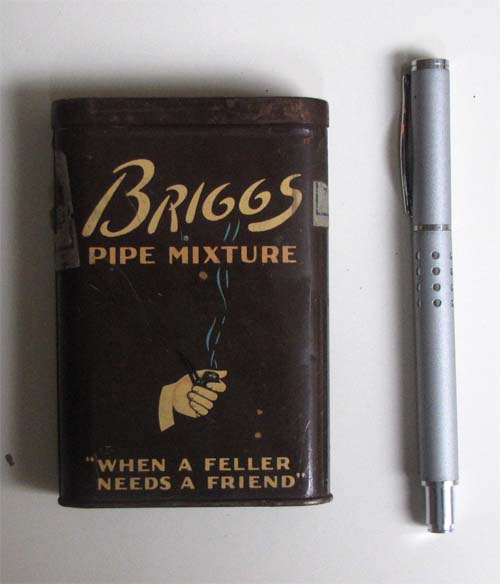 BRIGGS
PIPE MIXTURE
"WHEN A FELLER
NEEDS A FRIEND"